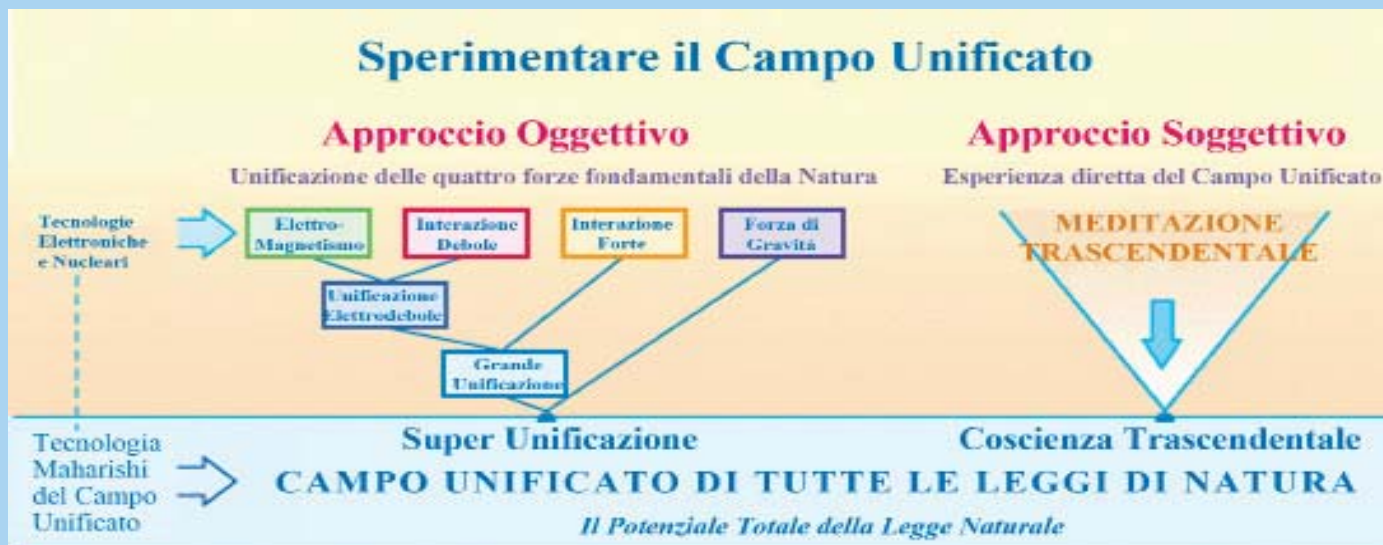 Sperimentare il Campo Unificato
Approccio Oggettivo
Unificazione delle quattro forze fondamentali della Natura
Tecnologie
Elettroniche
e Nucleari
Elettro-
Magnetismo
Interazione
Debole
Interazione
Forte
Forza di
Gravitá
Unificazione
Elettrodebole
Grande
Unificazione
Approccio Soggettivo
Esperienza diretta del Campo Unificato
MEDITAZIONE
TRASCENDENTALE
Tecnologia
Maharishi
del Campo
Unificato
Super Unificazione
Coscienza Trascendentale
CAMPO UNIFICATO DI TUTTE LE LEGGI DI NATURA
Il Potenziale Totale della Legge Naturale